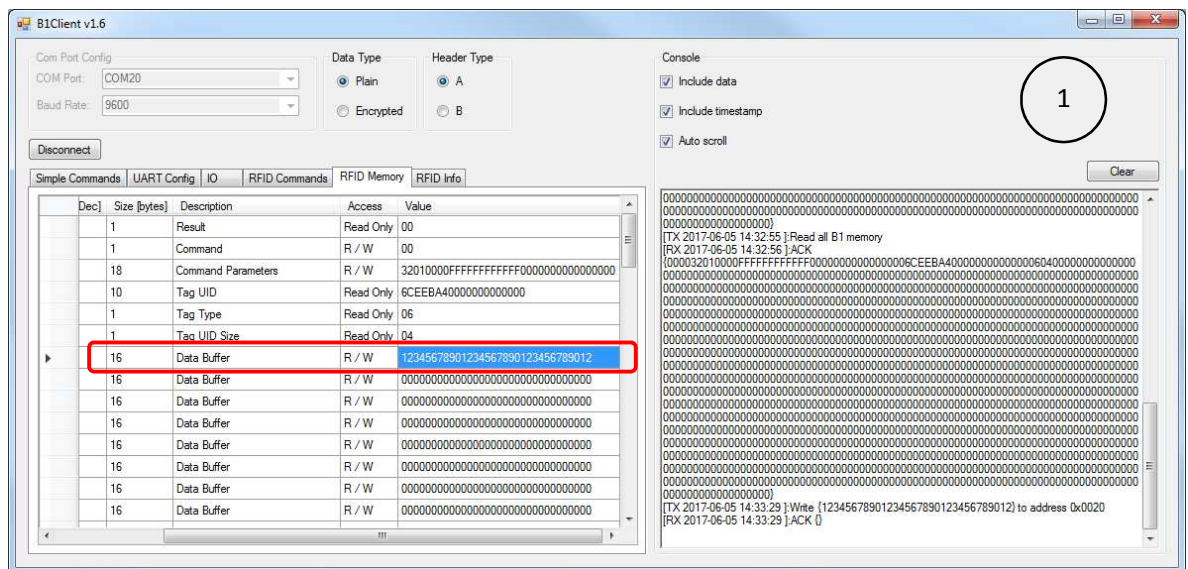 B1Client v1.6
Com Port Config
COM Port: COM20
Baud Rate: 9600
Data Type
Plain
Encrypted
Header Type
A
B
Disconnect
Simple Commands UART Config IO RFID Commands RFID Memory RFID Info
Dec] Size [bytes] Description Access Value
1 Result Read Only 00
1 Command R / W 00
18 Command Parameters R / W 32010000FFFFFFFFFFFF0000000000000000
10 Tag UID Read Only 6CEEBA40000000000000
1 Tag Type Read Only 06
1 Tag UID Size Read Only 04
16 Data Buffer R / W 12345678901234567890123456789012
16 Data Buffer R / W 00000000000000000000000000000000
16 Data Buffer R / W 00000000000000000000000000000000
16 Data Buffer R / W 00000000000000000000000000000000
16 Data Buffer R / W 00000000000000000000000000000000
16 Data Buffer R / W 00000000000000000000000000000000
16 Data Buffer R / W 00000000000000000000000000000000
16 Data Buffer R / W 00000000000000000000000000000000
Console
Include data
Include timestamp
Auto scroll
1
Clear
[TX 2017-06-05 14:32:55 ]:Read all B1 memory
[RX 2017-06-05 14:32:56 ]:ACK
{000032010000FFFFFFFFFFFF00000000000000006CEEBA4000000000000006040000000000000
[TX 2017-06-05 14:33:29 ]:Write {12345678901234567890123456789012} to address 0x0020
[RX 2017-06-05 14:33:29 ]:ACK {}